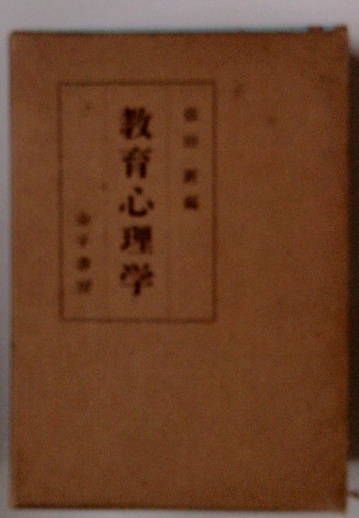 依田 新編
教育心理学
金子書房